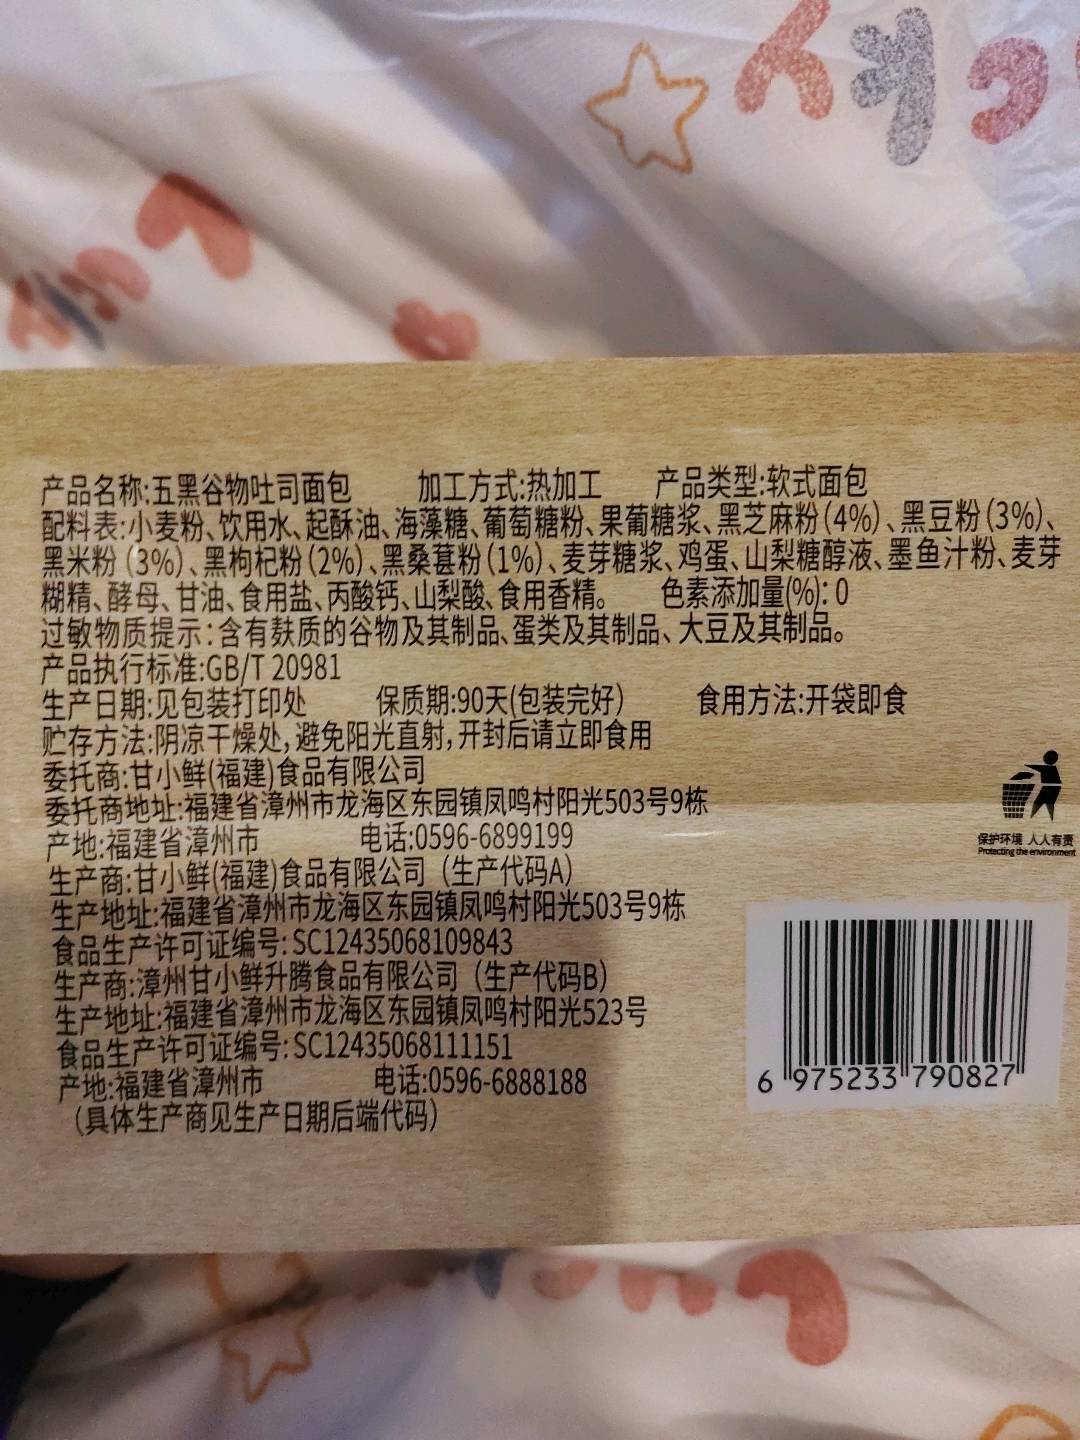 产品名称:五黑谷物吐司面包 加工方式:热加工 产品类型:软式面包
配料表:小麦粉、饮用水、起酥油、海藻糖、葡萄糖粉、果葡糖浆、黑芝麻粉(4%)、黑豆粉(3%)、
黑米粉(3%)、黑枸杞粉(2%)、黑桑葚粉(1%)、麦芽糖浆、鸡蛋、山梨糖醇液、墨鱼汁粉、麦芽
糊精、酵母、甘油、食用盐、丙酸钙、山梨酸、食用香精。 色素添加量(%): 0
过敏物质提示: 含有麸质的谷物及其制品、蛋类及其制品、大豆及其制品。
产品执行标准:GB/T 20981
生产日期:见包装打印处 保质期:90天(包装完好) 食用方法:开袋即食
贮存方法:阴凉干燥处,避免阳光直射,开封后请立即食用
委托商:甘小鲜(福建)食品有限公司
委托商地址:福建省漳州市龙海区东园镇凤鸣村阳光503号9栋
产地:福建省漳州市 电话:0596-6899199
生产商:甘小鲜(福建)食品有限公司 (生产代码A)
生产地址:福建省漳州市龙海区东园镇凤鸣村阳光503号9栋
食品生产许可证编号: SC12435068109843
生产商:漳州甘小鲜升腾食品有限公司 (生产代码B)
生产地址:福建省漳州市龙海区东园镇凤鸣村阳光523号
食品生产许可证编号: SC12435068111151
产地:福建省漳州市 电话:0596-6888188
(具体生产商见生产日期后端代码)
保护环境 人人有责
Protecting the environment
6 975233 790827